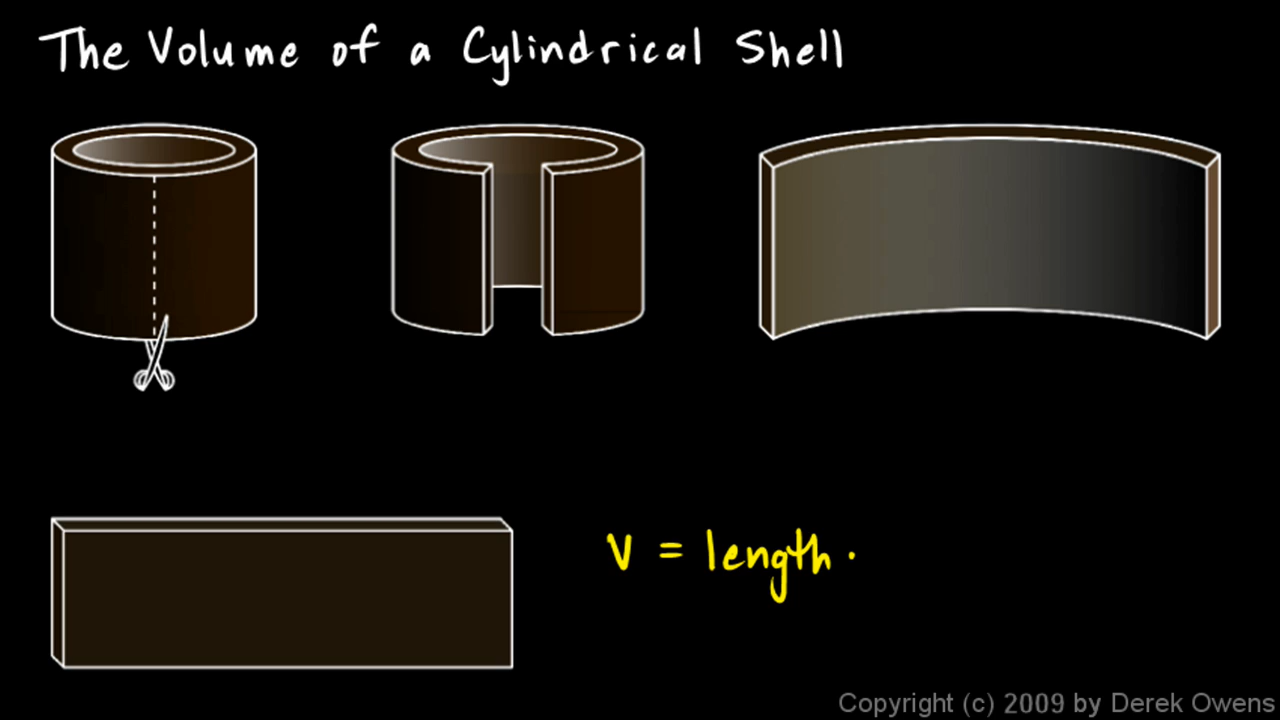 The Volume of a Cylindrical Shell
V = length ·
Copyright (c) 2009 by Derek Owens